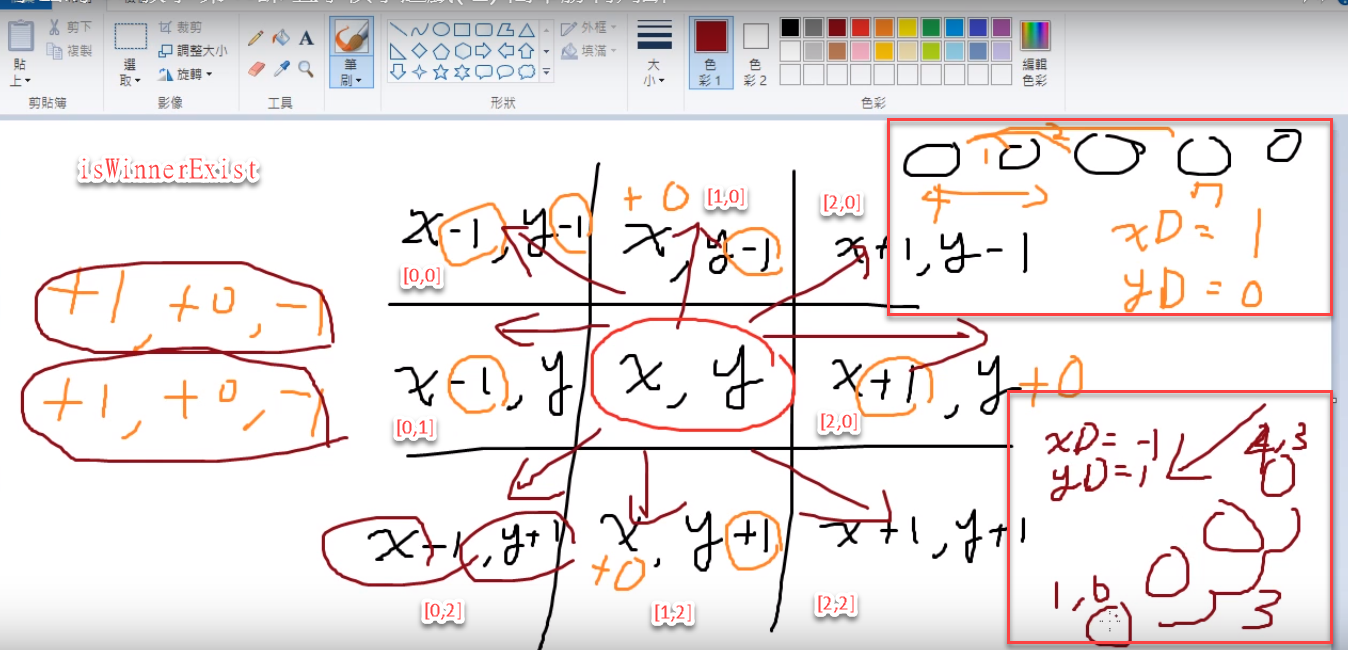 剪下
複製
貼
上
剪貼簿
選
取
裁剪
調整大小
旋轉
影像
A
工具
筆
刷
外框
填滿
形狀
大
小
色
彩 1
色
彩 2
編輯
色彩
色彩
isWinnerExist
x-1, y-1
[0,0]
+0
[1,0]
x, y-1
[2,0]
x+1, y-1
1
2
xD = 1
yD = 0
+1, +0, -1
+1, +0, -1
x-1, y
[0,1]
x, y
x+1, y+0
[2,0]
x-1, y+1
[0,2]
x, y+1
+0
[1,2]
x+1, y+1
[2,2]
xD = -1
yD = 1
4,3
1, 6
3